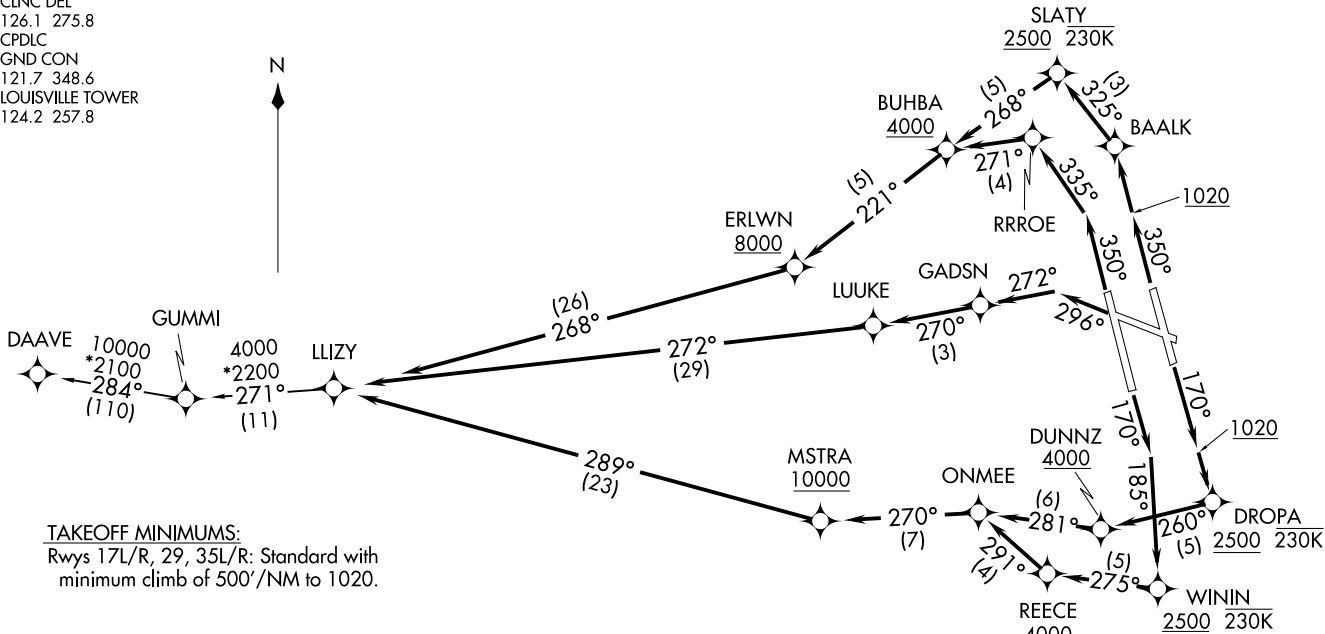 CLNC DEL
126.1 275.8
CPDLC
GND CON
121.7 348.6
LOUISVILLE TOWER
124.2 257.8
N
SLATY
2500 230K
(3)
325°
BAALK
(5)
268°
BUHBA
4000
271°
(4)
RRROE
335°
350°
350°
1020
(5)
221°
ERLWN
8000
(26)
268°
GADSN
272°
296°
LUUKE
270°
(3)
272°
(29)
DAAVE
GUMMI
LLIZY
10000
*2100
284°
(110)
4000
*2200
271°
(11)
289°
(23)
MSTRA
10000
270°
(7)
ONMEE
DUNNZ
4000
(6)
281°
170°
170°
185°
1020
260°
(5)
DROPA
2500 230K
291°
(4)
(5)
275°
REECE
4000
WININ
2500 230K
TAKEOFF MINIMUMS:
Rwys 17L/R, 29, 35L/R: Standard with
minimum climb of 500'/NM to 1020.